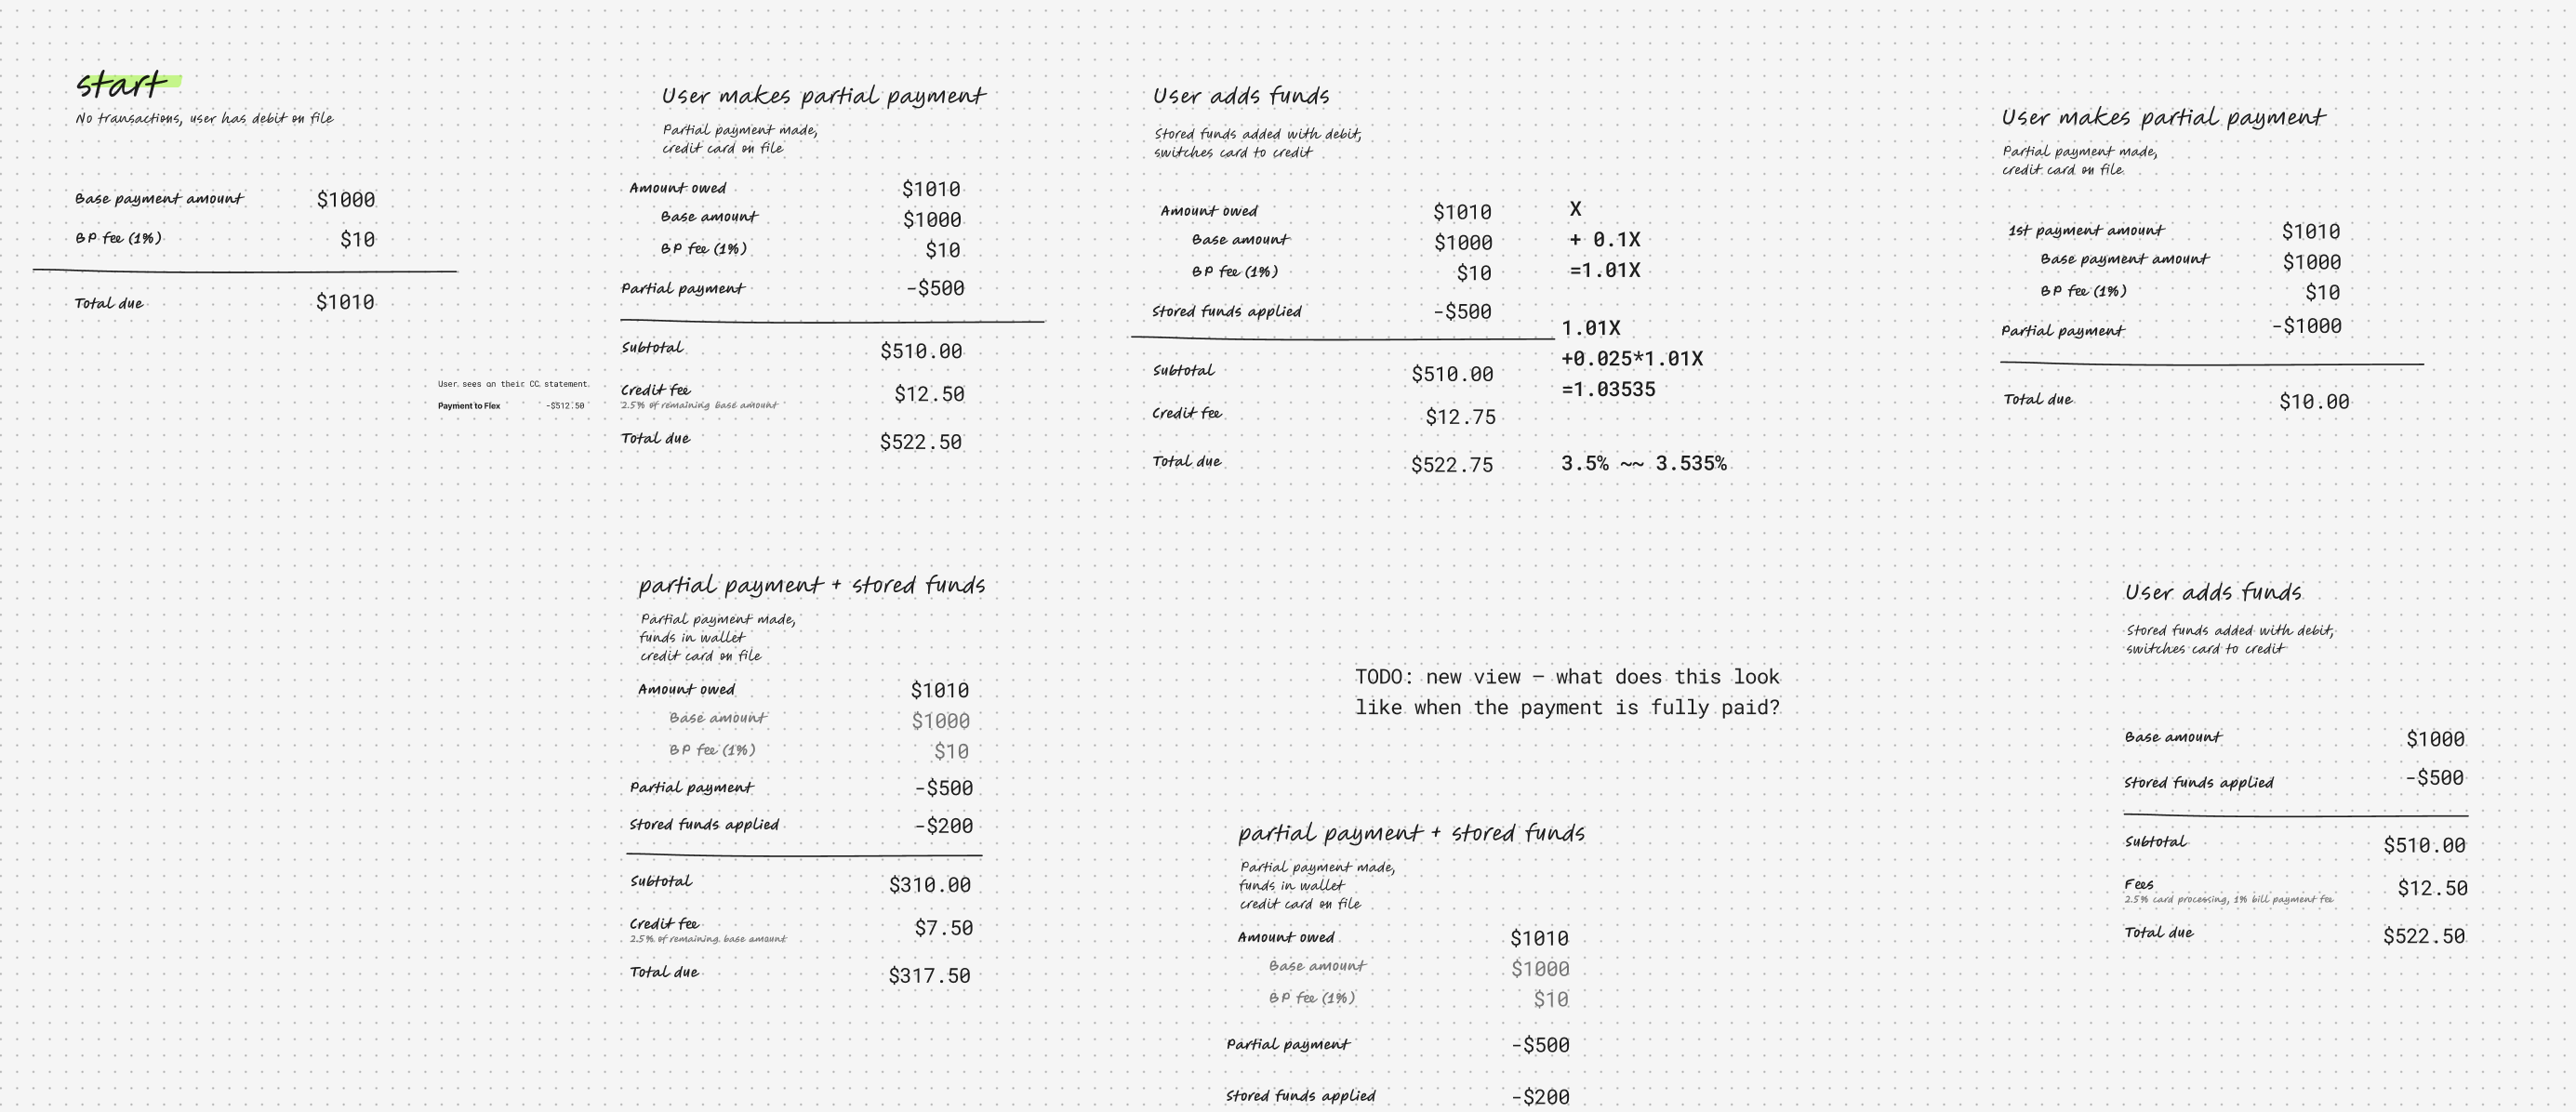 start
No transactions, user has debit on file
Base payment amount $1000
BP fee (1%) $10
Total due $1010
User sees on their CC statement
Payment to Flex -$512.50
User makes partial payment
Partial payment made,
credit card on file
Amount owed $1010
Base amount $1000
BP fee (1%) $10
Partial payment -$500
Subtotal $510.00
Credit fee $12.50
2.5% of remaining base amount
Total due $522.50
User adds funds
Stored funds added with debit,
switches card to credit
Amount owed $1010
Base amount $1000
BP fee (1%) $10
Stored funds applied -$500
Subtotal $510.00
Credit fee $12.75
Total due $522.75
X
+ 0.1X
=1.01X
1.01X
+0.025*1.01X
=1.03535
3.5% ~~ 3.535%
User makes partial payment
Partial payment made,
credit card on file
1st payment amount $1010
Base payment amount $1000
BP fee (1%) $10
Partial payment -$1000
Total due $10.00
partial payment + stored funds
Partial payment made,
funds in wallet
credit card on file
Amount owed $1010
Base amount $1000
BP fee (1%) $10
Partial payment -$500
Stored funds applied -$200
Subtotal $310.00
Credit fee $7.50
2.5% of remaining base amount
Total due $317.50
TODO: new view – what does this look
like when the payment is fully paid?
partial payment + stored funds
Partial payment made,
funds in wallet
credit card on file
Amount owed $1010
Base amount $1000
BP fee (1%) $10
Partial payment -$500
Stored funds applied -$200
User adds funds
Stored funds added with debit,
switches card to credit
Base amount $1000
Stored funds applied -$500
Subtotal $510.00
Fees $12.50
2.5% card processing, 1% bill payment fee
Total due $522.50